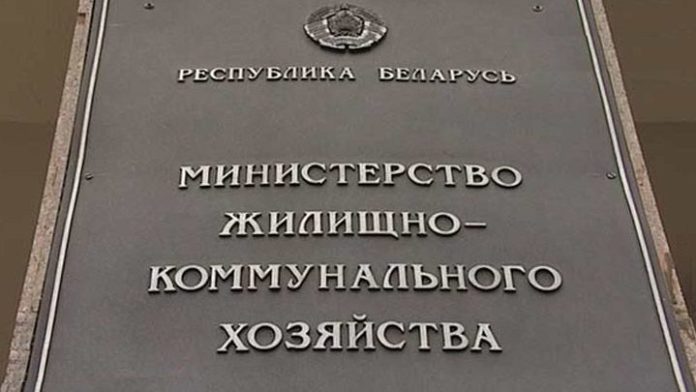 РЕСПУБЛИКА БЕЛАРУСЬ
МИНИСТЕРСТВО
ЖИЛИЩНО-
КОММУНАЛЬНОГО
ХОЗЯЙСТВА